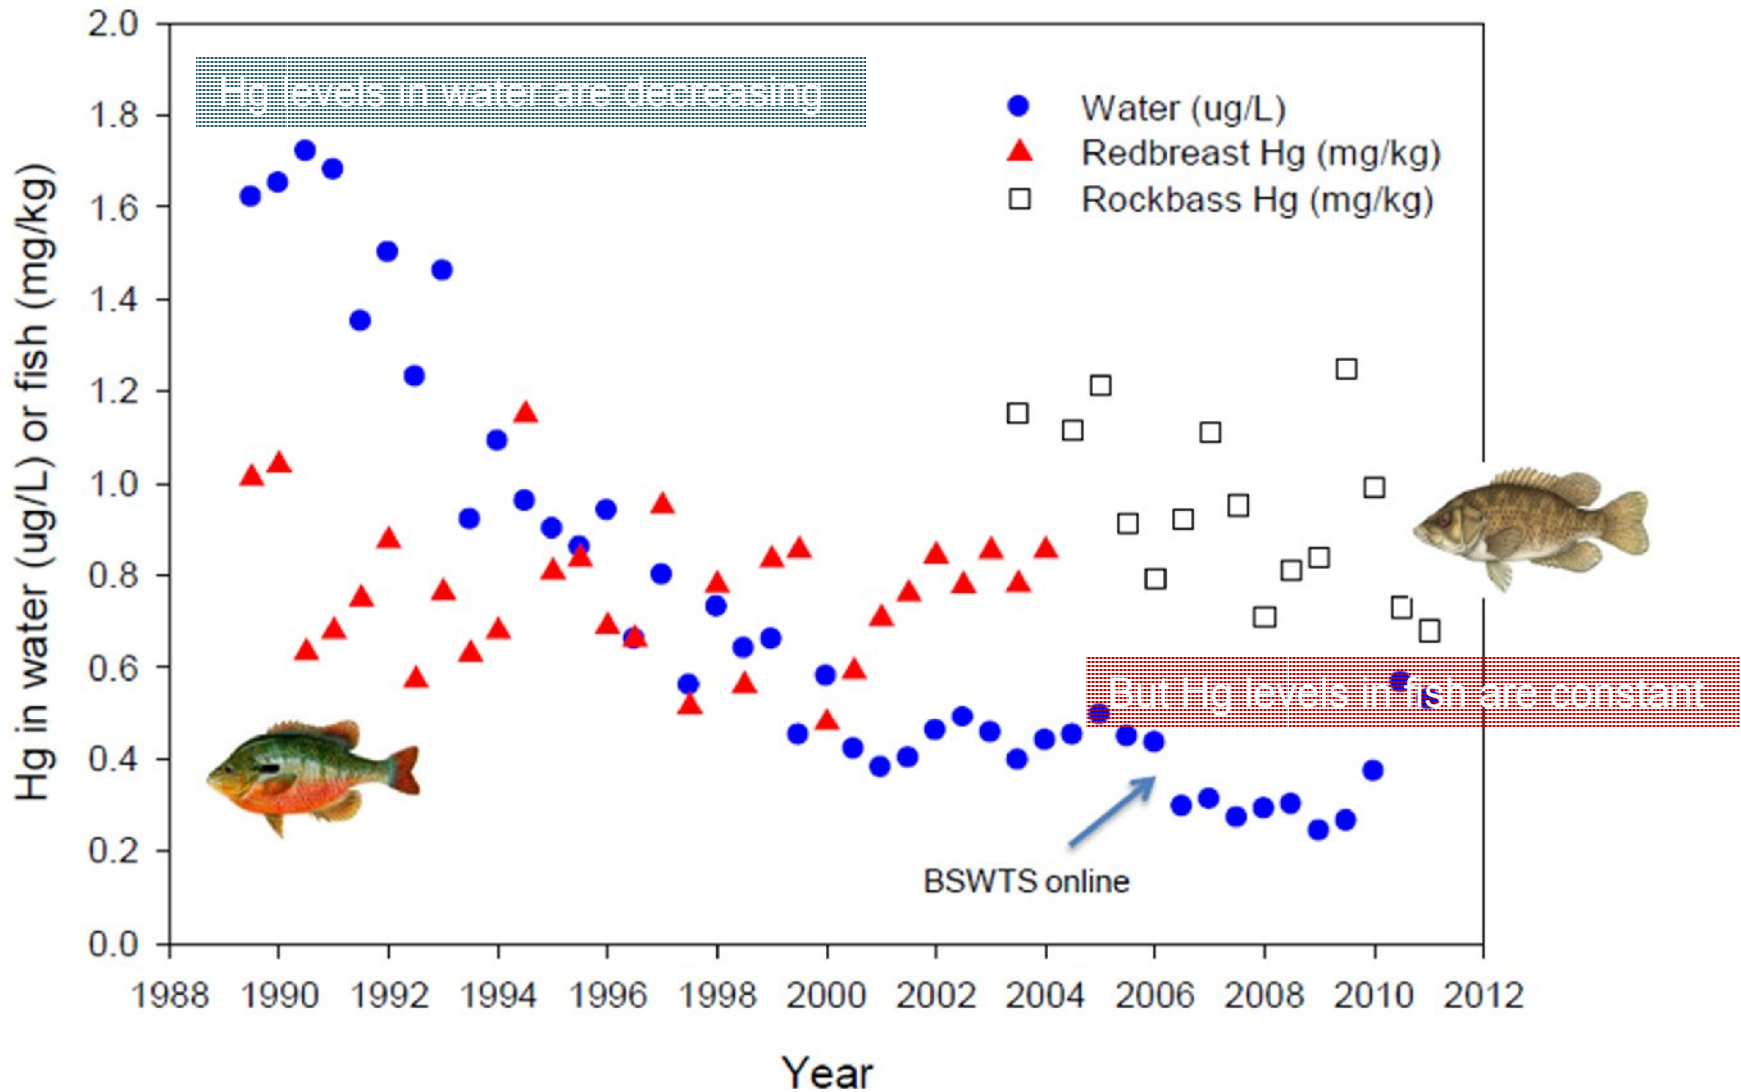 2.0
Hg levels in water are decreasing
1.8
1.6
1.4
1.2
1.0
0.8
0.6
0.4
0.2
0.0
Hg in water (ug/L) or fish (mg/kg)
Water (ug/L)
Redbreast Hg (mg/kg)
Rockbass Hg (mg/kg)
But Hg levels in fish are constant
BSWTS online
1988 1990 1992 1994 1996 1998 2000 2002 2004 2006 2008 2010 2012
Year